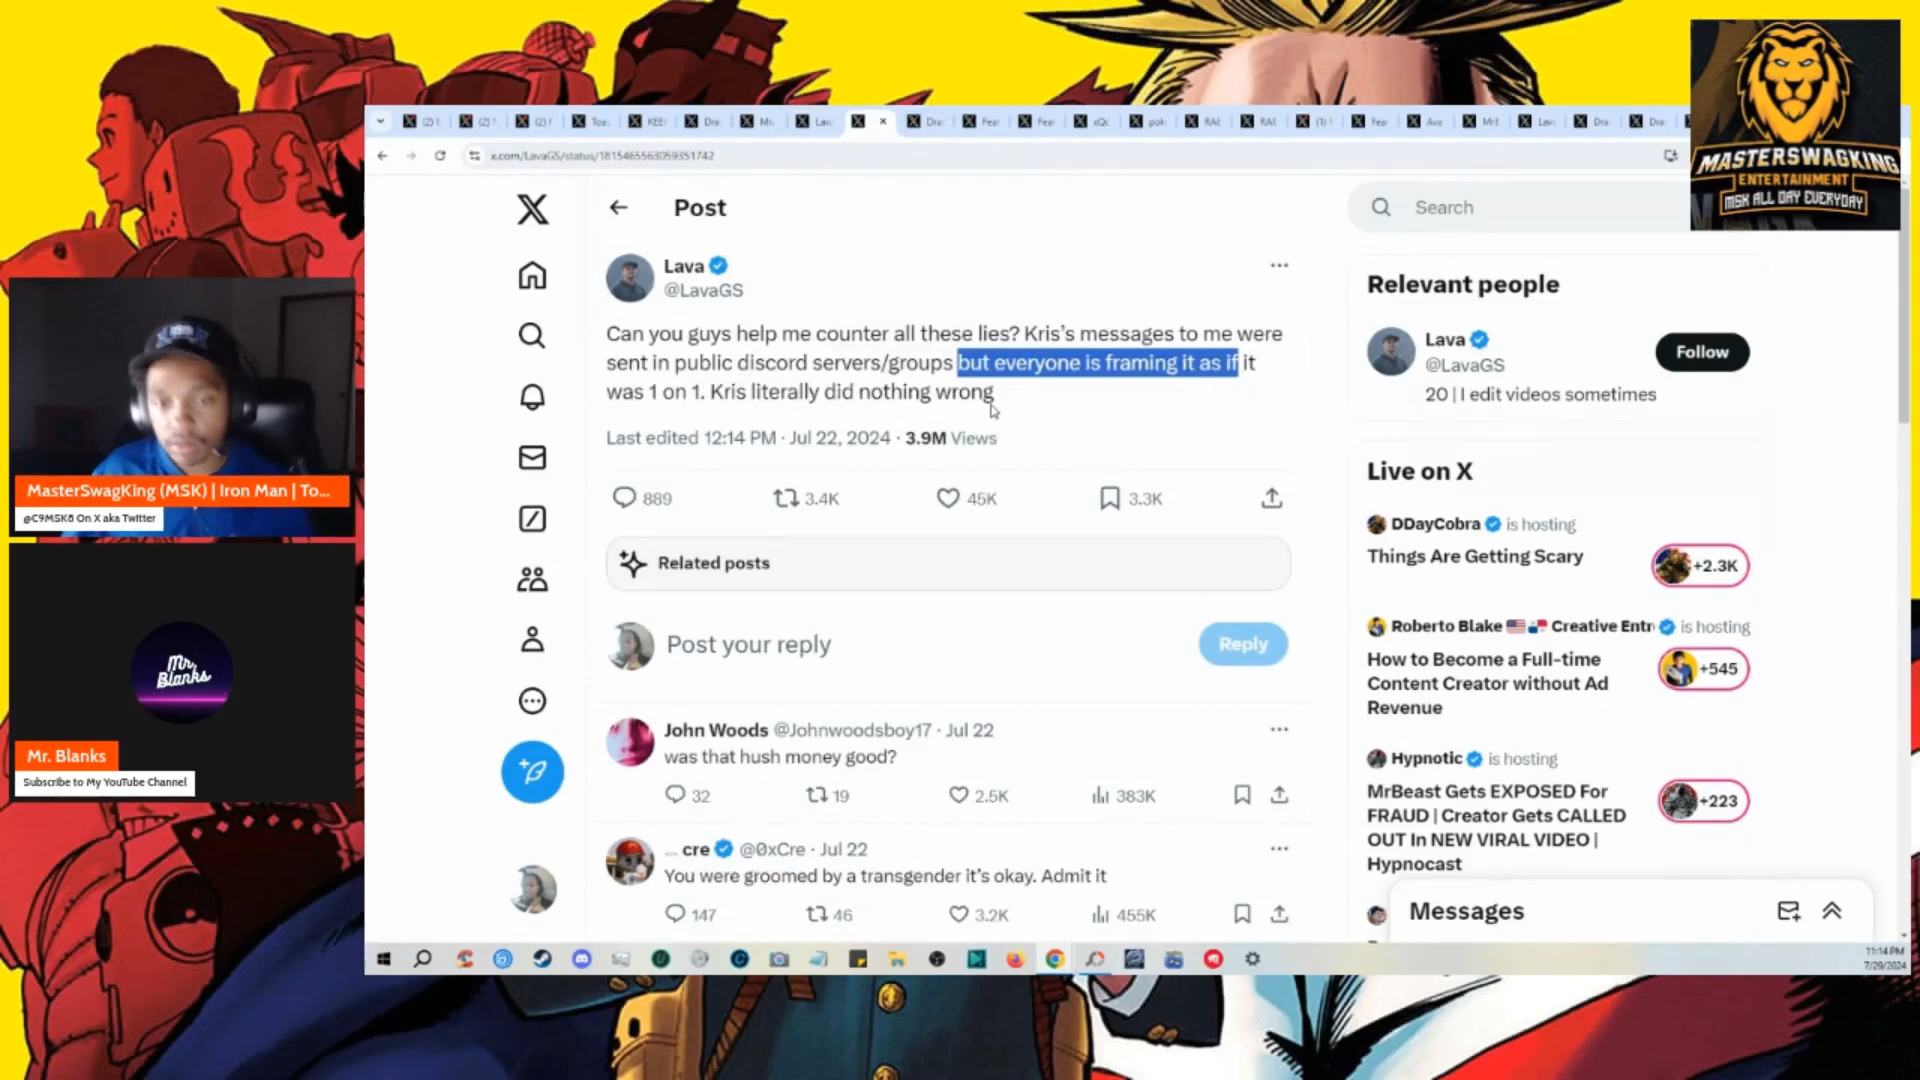 x.com/LavaGS/status/1815465563059351742
MASTERSWAGKING
ENTERTAINMENT
MSK ALL DAY EVERYDAY
Post
Search
Lava
@LavaGS
Can you guys help me counter all these lies? Kris's messages to me were
sent in public discord servers/groups but everyone is framing it as if it
was 1 on 1. Kris literally did nothing wrong
Last edited 12:14 PM · Jul 22, 2024 · 3.9M Views
889
3.4K
45K
3.3K
Related posts
Post your reply
Reply
John Woods @Johnwoodsboy17 · Jul 22
was that hush money good?
32
19
2.5K
383K
cre @0xCre · Jul 22
You were groomed by a transgender it's okay. Admit it
147
46
3.2K
455K
Relevant people
Lava
@LavaGS
Follow
20 | I edit videos sometimes
Live on X
DDayCobra is hosting
Things Are Getting Scary
+2.3K
Roberto Blake Creative Entr is hosting
How to Become a Full-time
Content Creator without Ad
Revenue
+545
Hypnotic is hosting
MrBeast Gets EXPOSED For
FRAUD | Creator Gets CALLED
OUT In NEW VIRAL VIDEO |
Hypnocast
+223
Messages
11:14 PM
7/29/2024
MasterSwagKing (MSK) | Iron Man | To...
@C9MSK8 On X aka Twitter
Mr.
Blanks
Mr. Blanks
Subscribe to My YouTube Channel